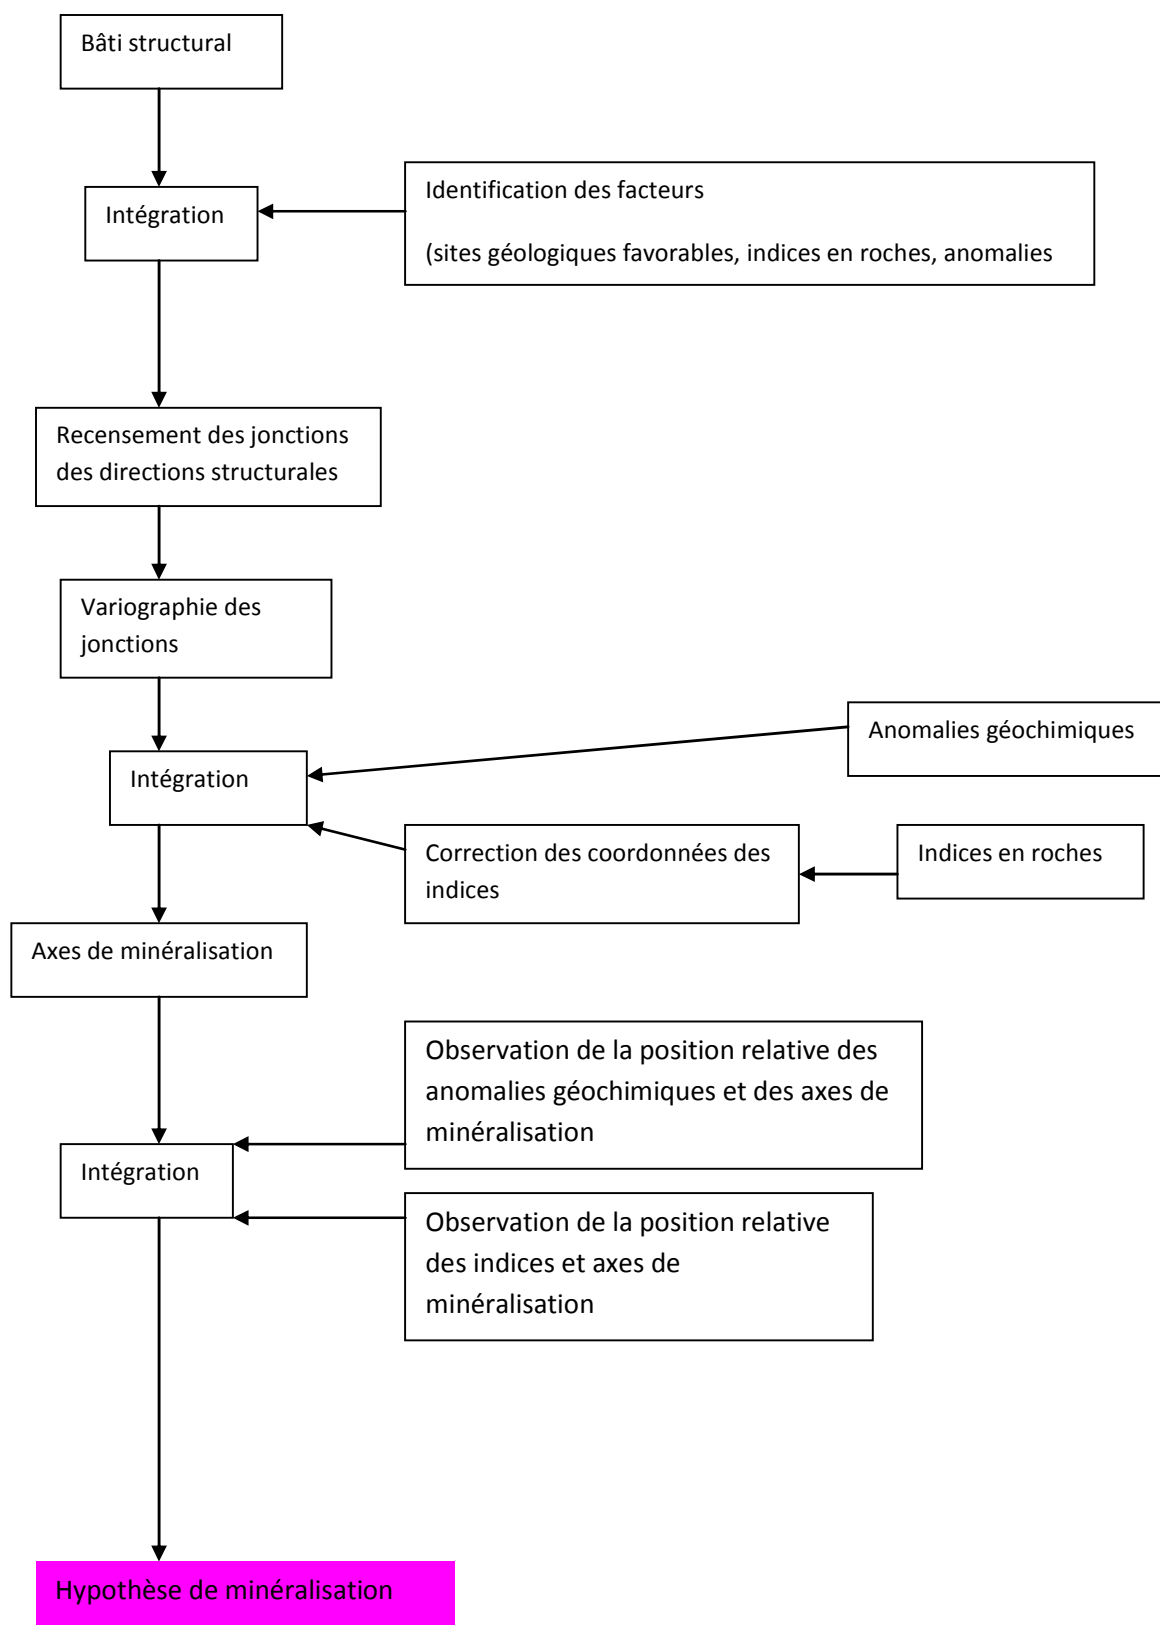 Bâti structural
Identification des facteurs
Intégration
(sites géologiques favorables, indices en roches, anomalies
Recensement des jonctions
des directions structurales
Variographie des
jonctions
Anomalies géochimiques
Intégration
Correction des coordonnées des
indices
Indices en roches
Axes de minéralisation
Observation de la position relative des
anomalies géochimiques et des axes de
minéralisation
Intégration
Observation de la position relative
des indices et axes de
minéralisation
Hypothèse de minéralisation